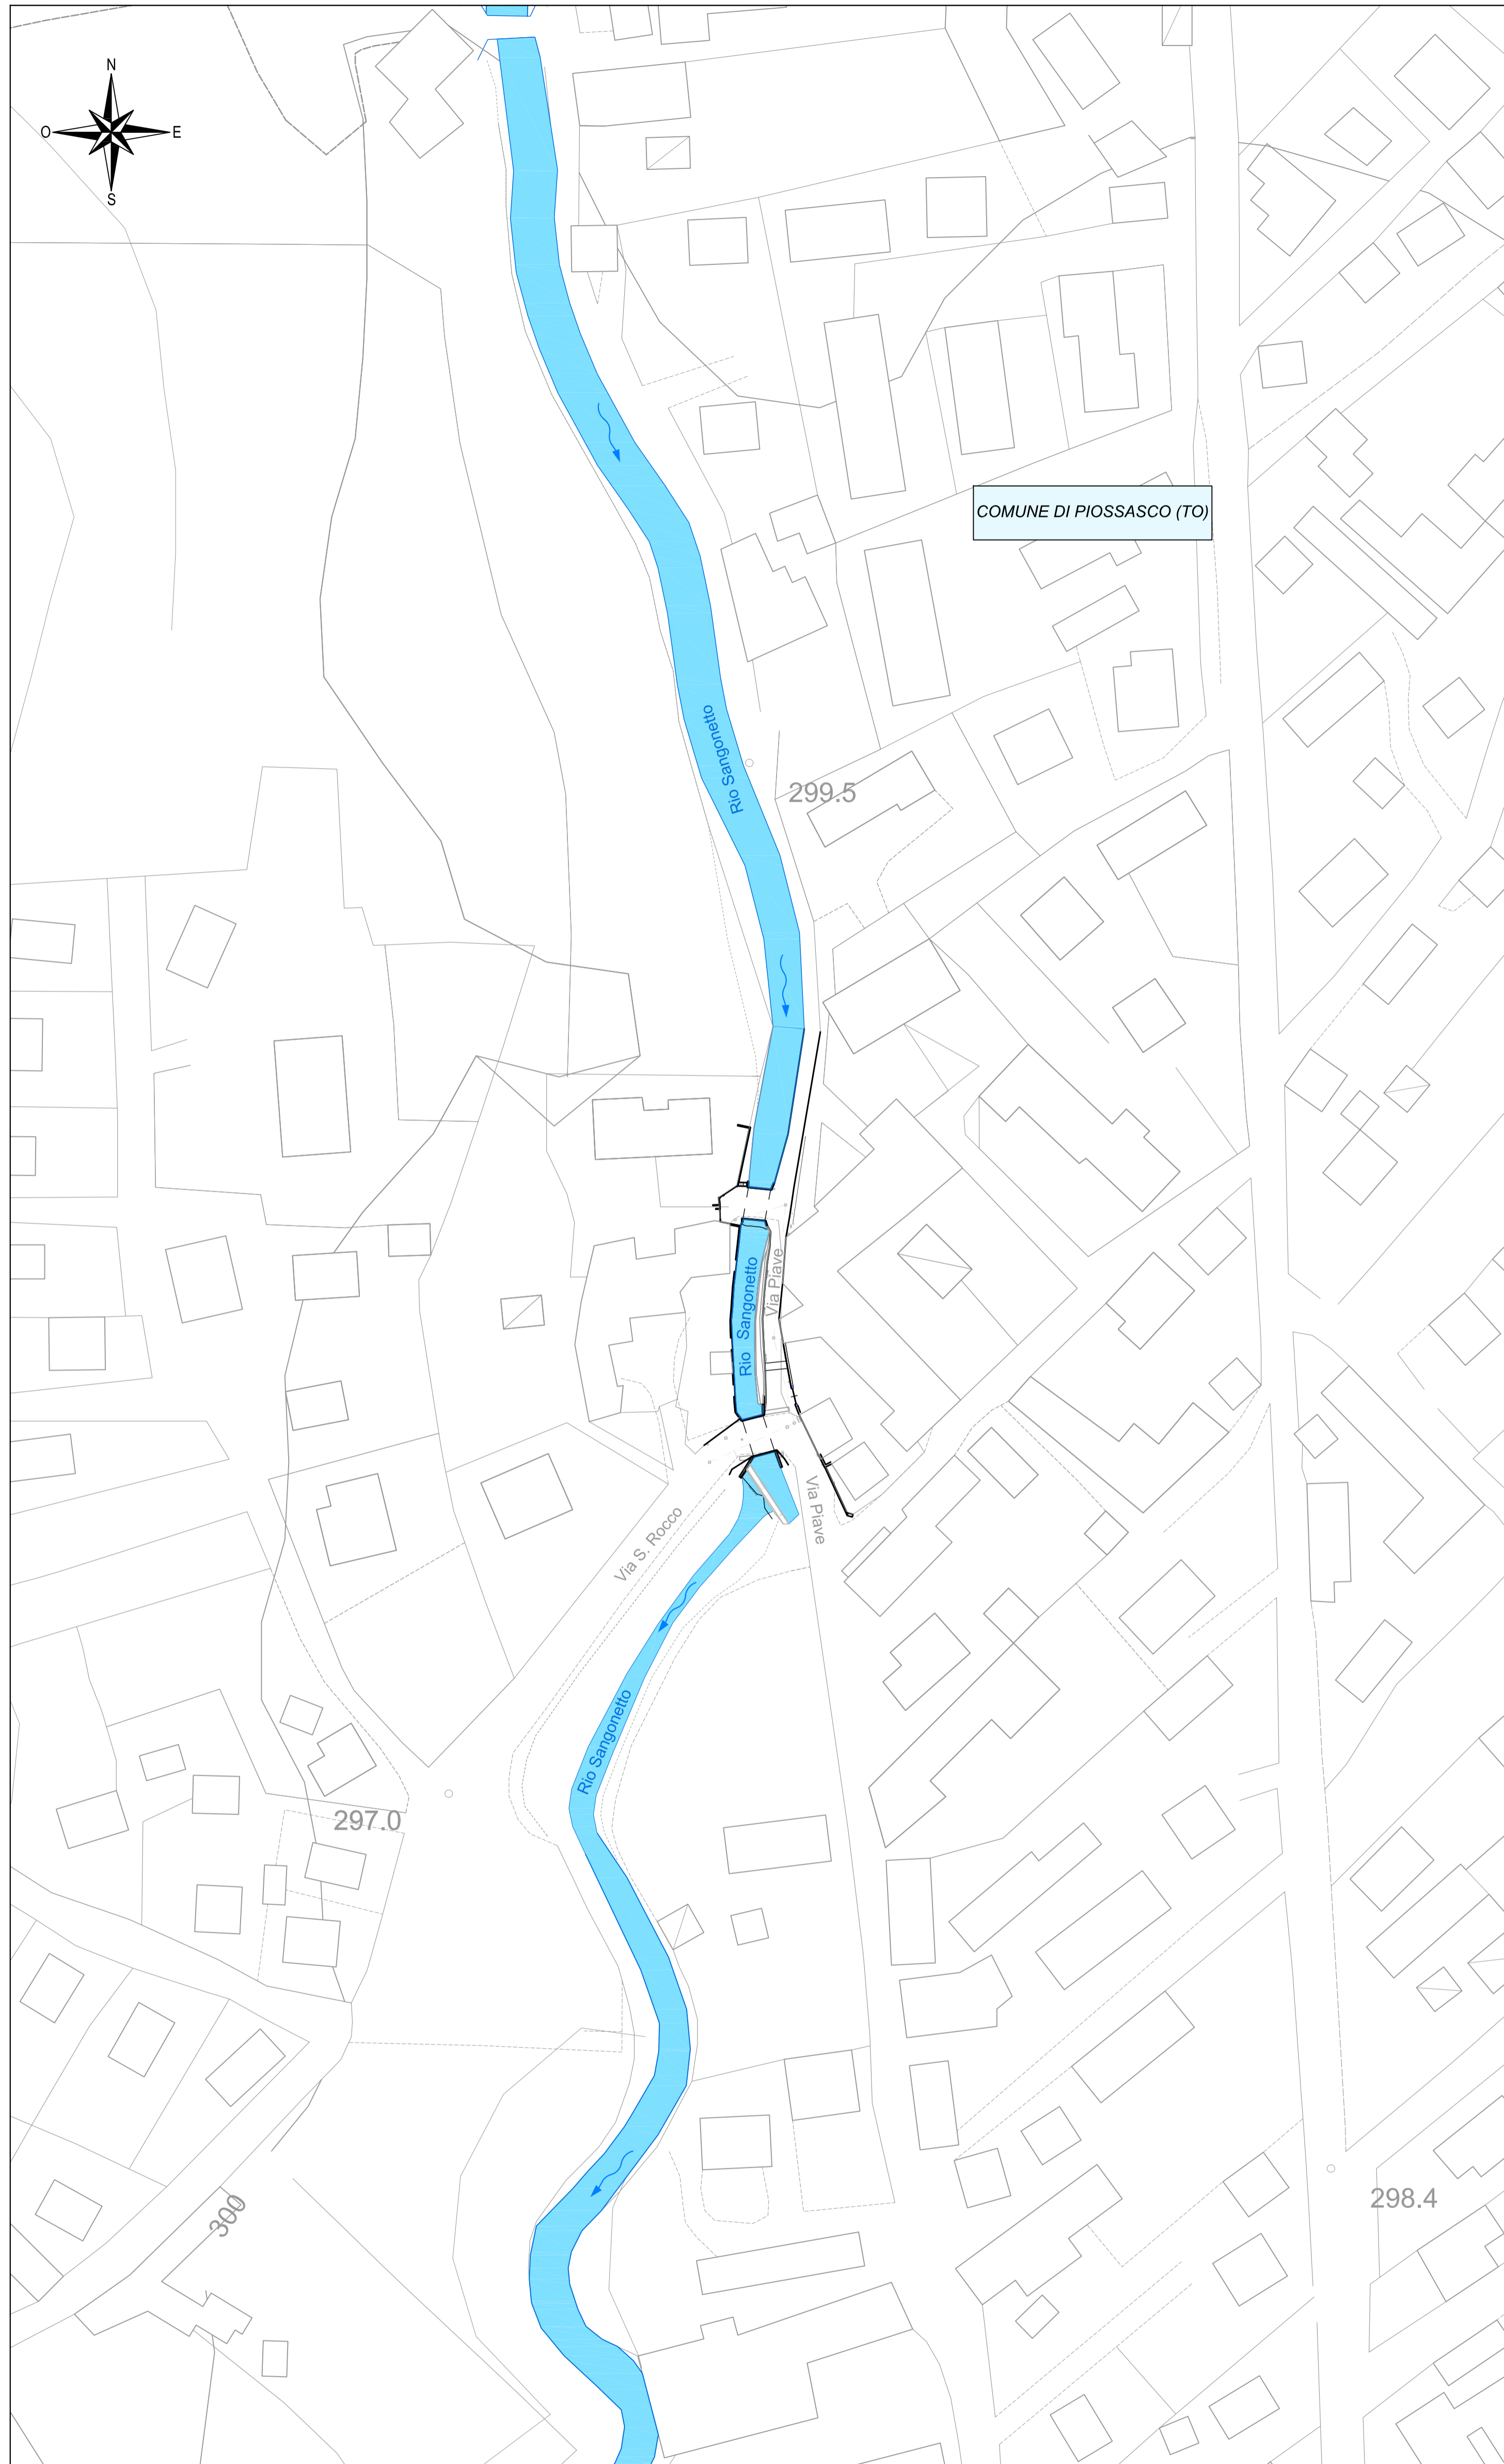 N
O
E
S
COMUNE DI PIOSSASCO (TO)
Rio Sangonetto
299.5
Rio Sangonetto
Via Piave
Via Piave
Via S. Rocco
Rio Sangonetto
297.0
300
298.4